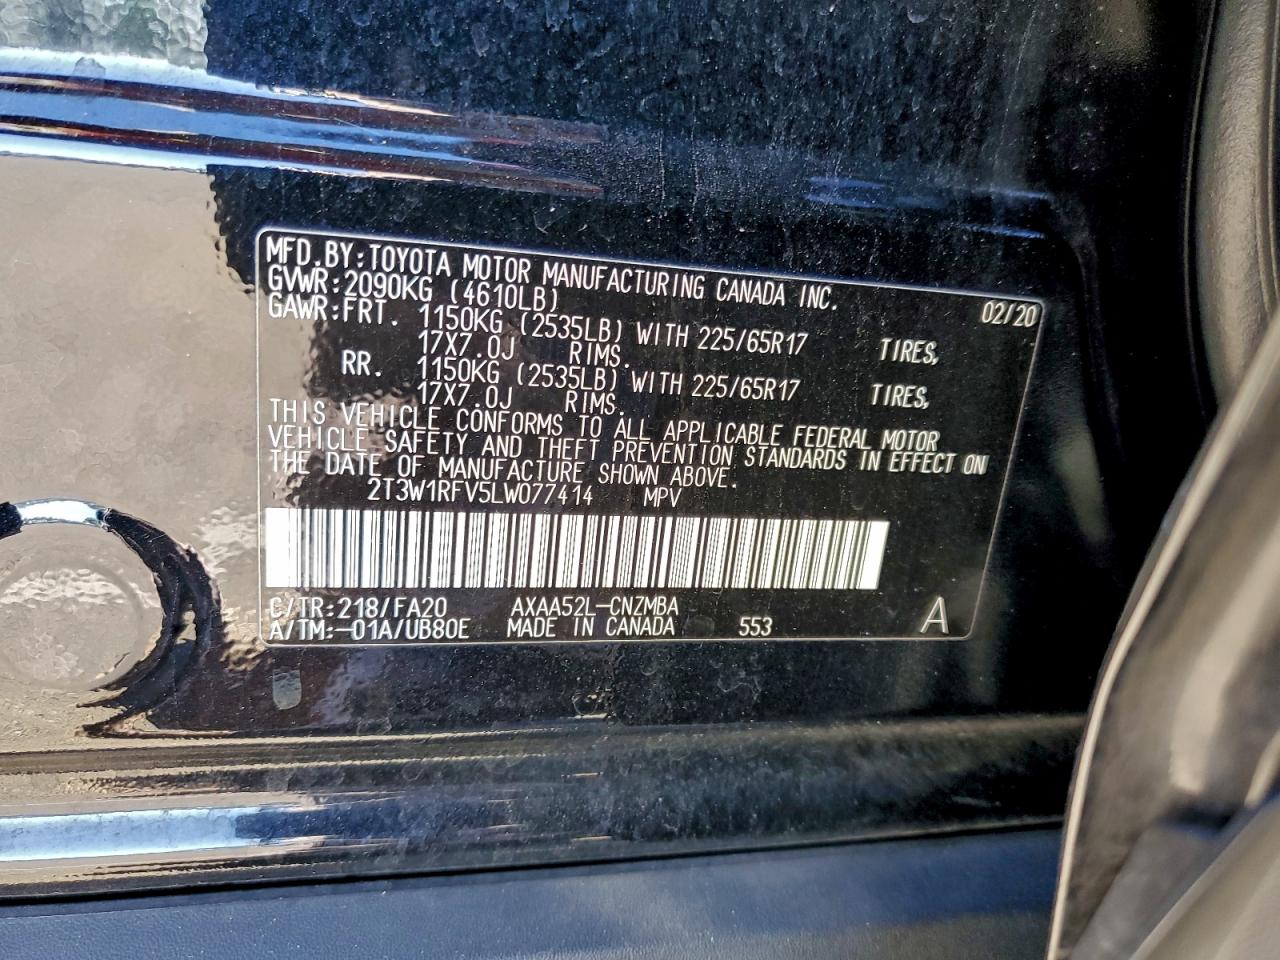 MFD.BY:TOYOTA MOTOR MANUFACTURING CANADA INC.
GVWR:2090KG (4610LB) 02/20
GAWR:FRT. 1150KG (2535LB) WITH 225/65R17 TIRES,
17X7.0J RIMS.
RR. 1150KG (2535LB) WITH 225/65R17 TIRES,
17X7.0J RIMS.
THIS VEHICLE CONFORMS TO ALL APPLICABLE FEDERAL MOTOR
VEHICLE SAFETY AND THEFT PREVENTION STANDARDS IN EFFECT ON
THE DATE OF MANUFACTURE SHOWN ABOVE.
2T3W1RFV5LW077414 MPV
C/TR:218/FA20 AXAA52L-CNZMBA
A/TM:-01A/UB80E MADE IN CANADA 553 A